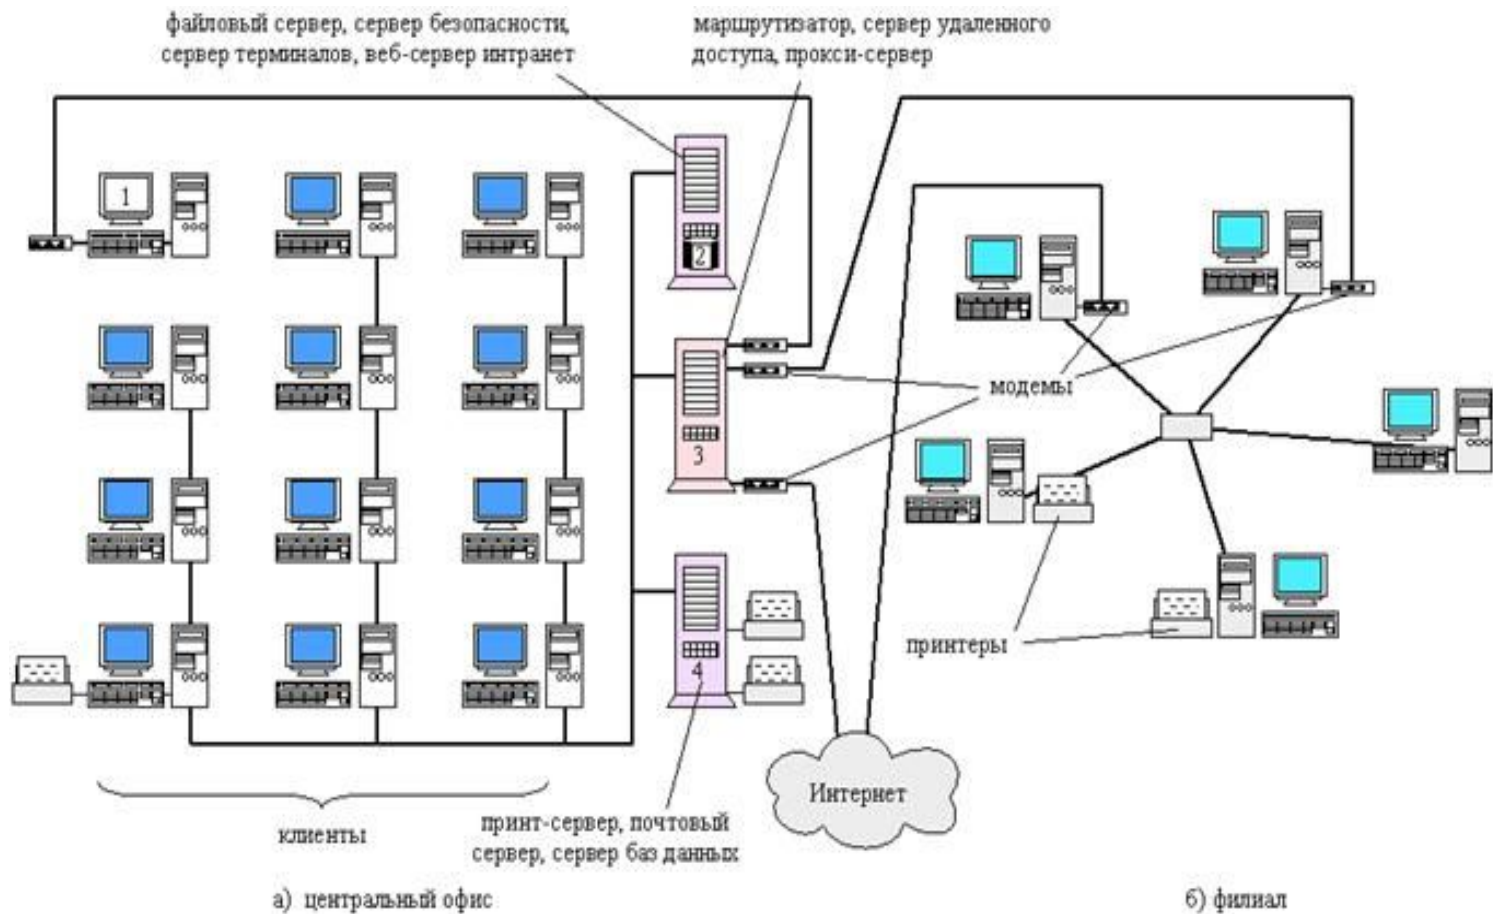 файловый сервер, сервер безопасности,
сервер терминалов, веб-сервер интранет
маршрутизатор, сервер удаленного
доступа, прокси-сервер
1
2
3
модемы
4
принтеры
Интернет
клиенты
принт-сервер, почтовый
сервер, сервер баз данных
а) центральный офис
б) филиал